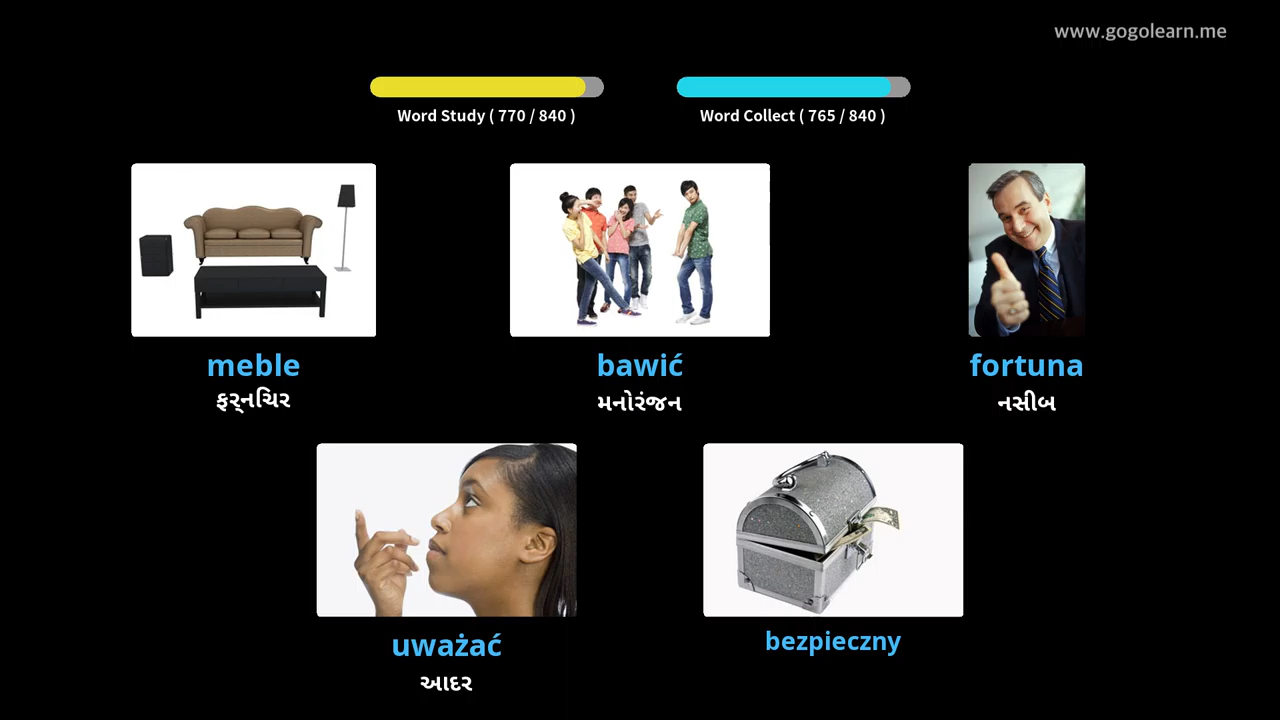 www.gogolearn.me
Word Study ( 770 / 840 )
Word Collect ( 765 / 840 )
meble
ફર્નચિર
bawić
મનોરંજન
fortuna
નસીબ
uważać
આદર
bezpieczny